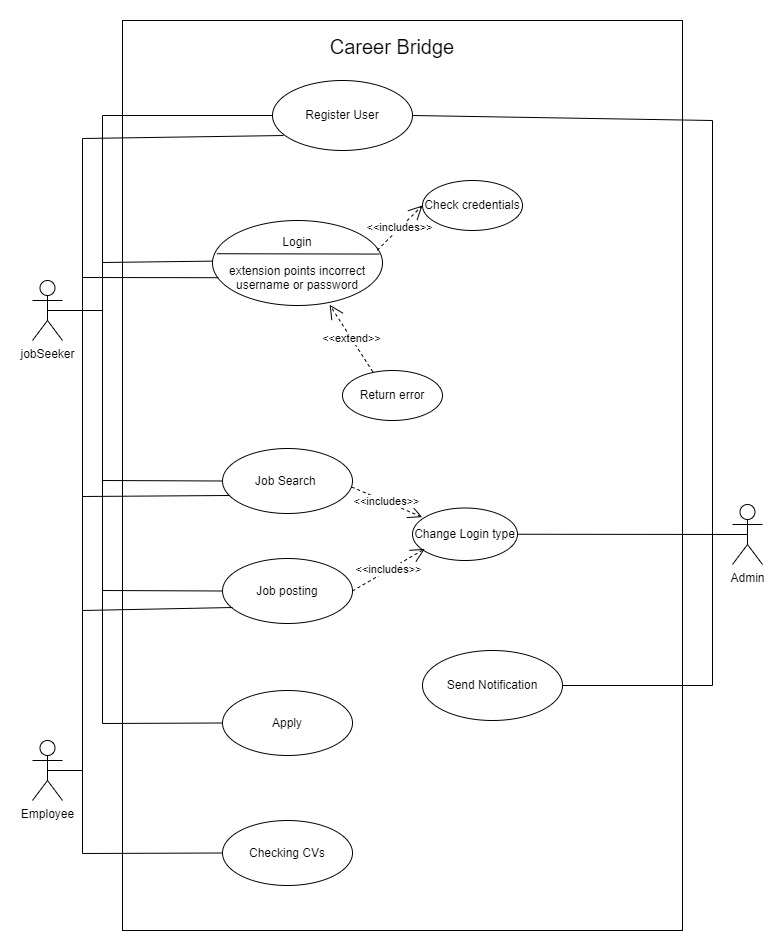 Career Bridge
Register User
Check credentials
<<includes>>
Login
extension points incorrect
username or password
jobSeeker
<<extend>>
Return error
Job Search
<<includes>>
Change Login type
Admin
<<includes>>
Job posting
Send Notification
Apply
Employee
Checking CVs